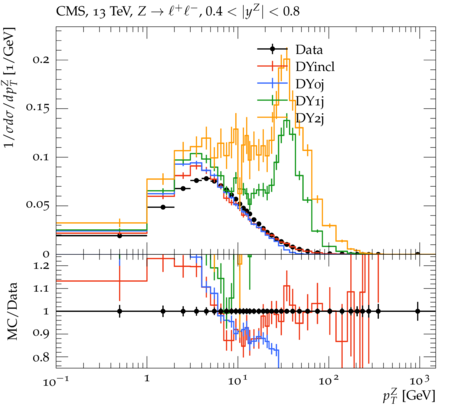 CMS, 13 TeV, Z → ℓ⁺ℓ⁻, 0.4 < |y^Z| < 0.8
1/σdσ/dp_T^Z [1/GeV]
0.2
0.15
0.1
0.05
0
Data
DYincl
DY0j
DY1j
DY2j
MC/Data
1.2
1.1
1
0.9
0.8
10⁻¹ 1 10¹ 10² 10³
p_T^Z [GeV]